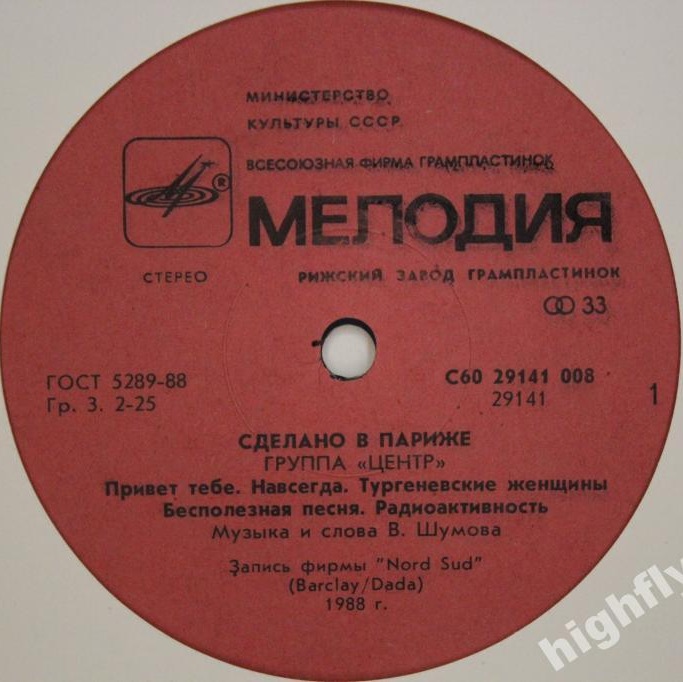 МИНИСТЕРСТВО
КУЛЬТУРЫ СССР
ВСЕСОЮЗНАЯ ФИРМА ГРАМПЛАСТИНОК
®
МЕЛОДИЯ
СТЕРЕО
РИЖСКИЙ ЗАВОД ГРАМПЛАСТИНОК
33
ГОСТ 5289-88
Гр. 3. 2-25
С60 29141 008
29141
1
СДЕЛАНО В ПАРИЖЕ
ГРУППА «ЦЕНТР»
Привет тебе. Навсегда. Тургеневские женщины
Бесполезная песня. Радиоактивность
Музыка и слова В. Шумова
Запись фирмы "Nord Sud"
(Barclay/Dada)
1988 г.
highfly